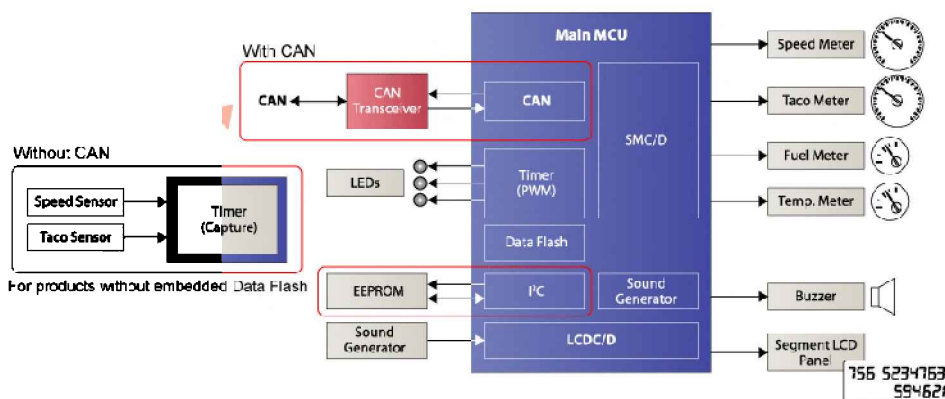 Main MCU
With CAN
CAN
CAN
Transceiver
CAN
SMC/D
Speed Meter
Taco Meter
Fuel Meter
Temp. Meter
Without CAN
Speed Sensor
Taco Sensor
Timer
(Capture)
LEDs
Timer
(PWM)
Data Flash
For products without embedded Data Flash
EEPROM
I²C
Sound
Generator
Buzzer
Sound
Generator
LCDC/D
Segment LCD
Panel
756 5234763
594628